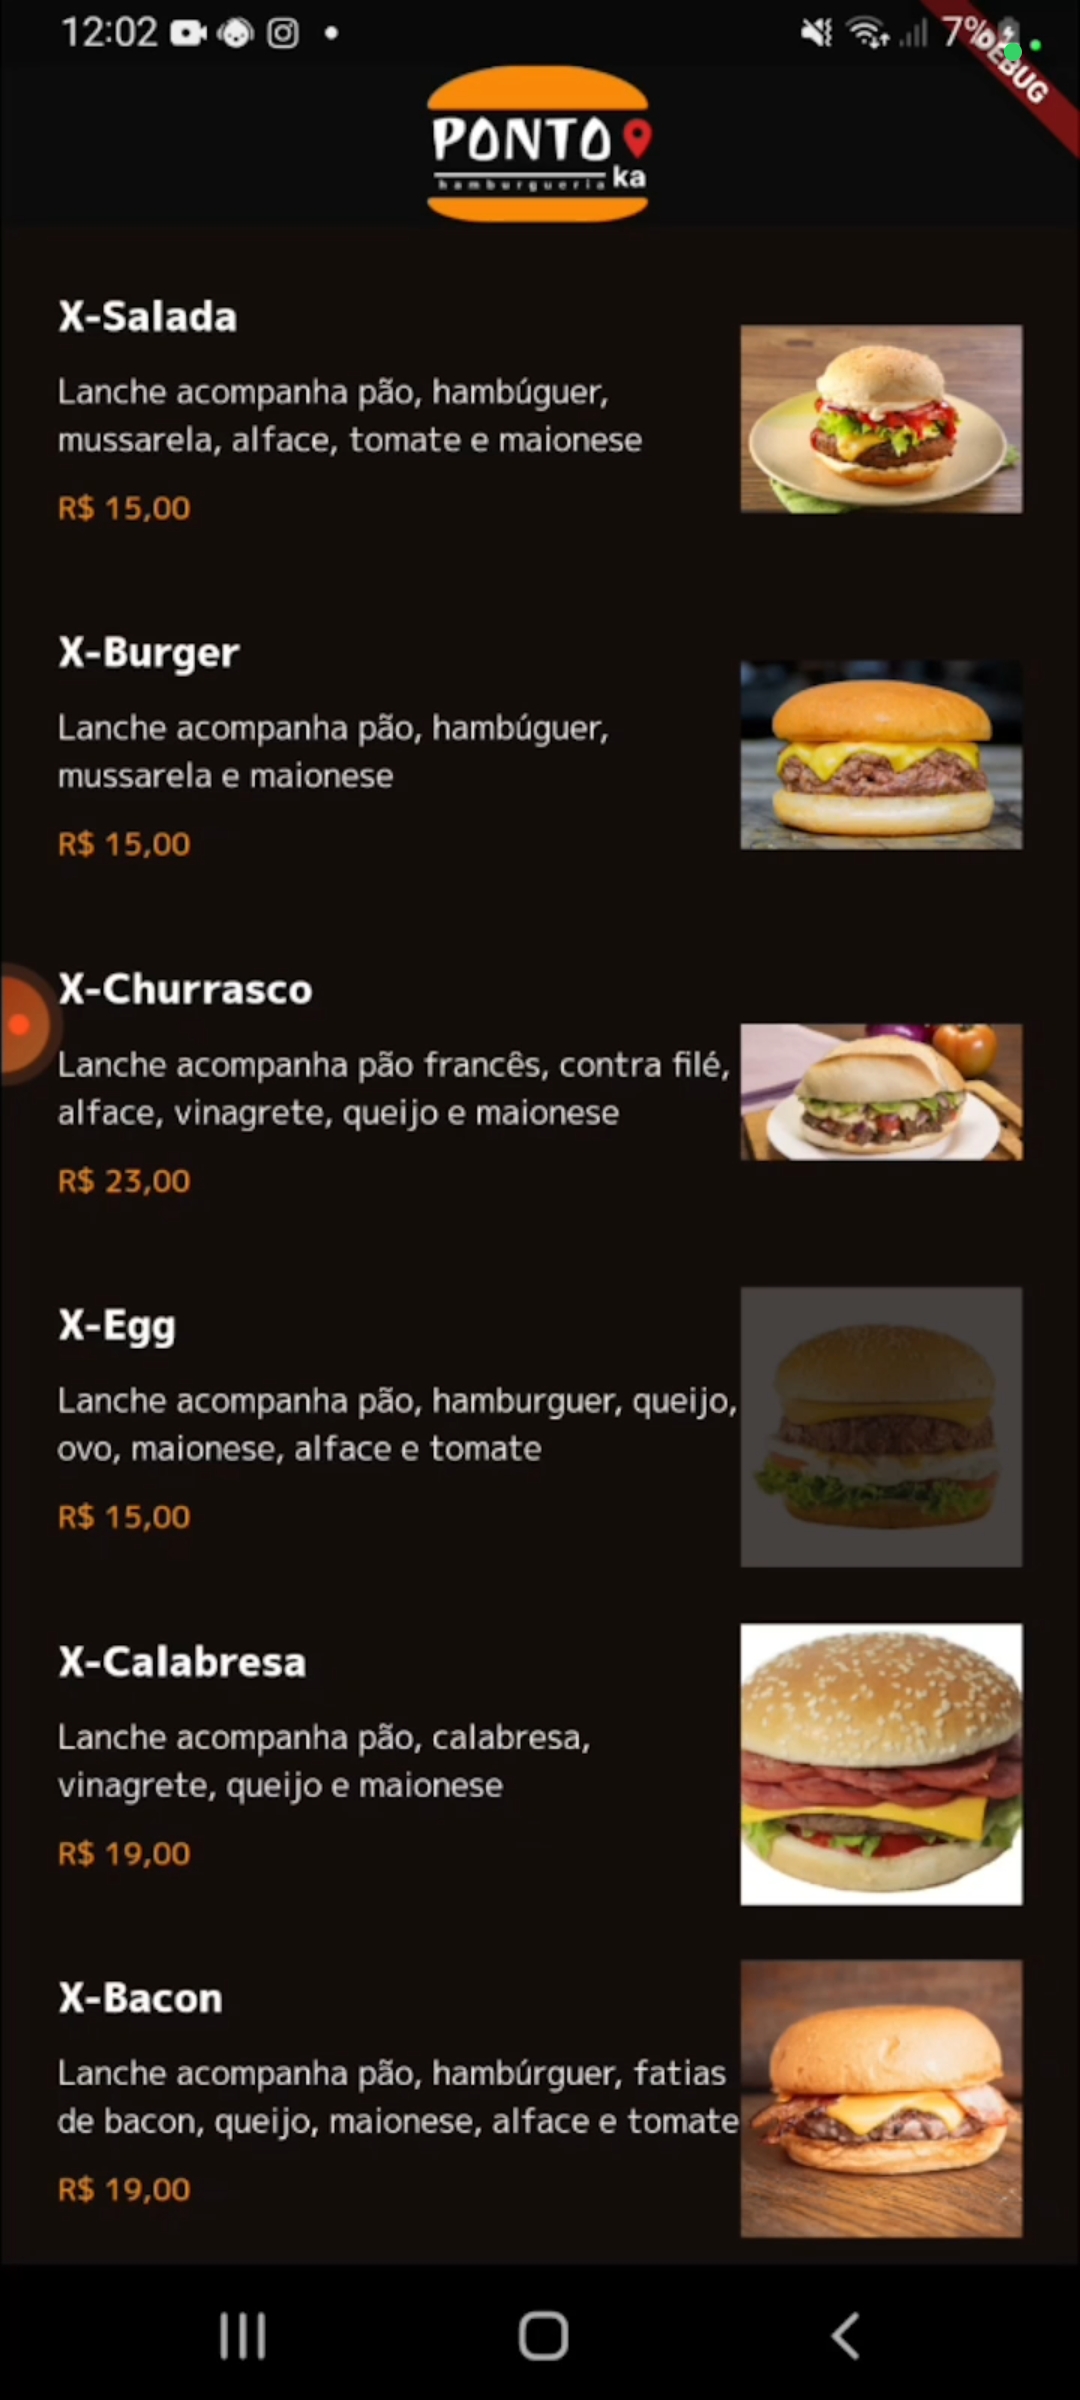 12:02
7%
DEBUG
PONTO
hamburgueria ka
X-Salada
Lanche acompanha pão, hambúguer,
mussarela, alface, tomate e maionese
R$ 15,00
X-Burger
Lanche acompanha pão, hambúguer,
mussarela e maionese
R$ 15,00
X-Churrasco
Lanche acompanha pão francês, contra filé,
alface, vinagrete, queijo e maionese
R$ 23,00
X-Egg
Lanche acompanha pão, hamburguer, queijo,
ovo, maionese, alface e tomate
R$ 15,00
X-Calabresa
Lanche acompanha pão, calabresa,
vinagrete, queijo e maionese
R$ 19,00
X-Bacon
Lanche acompanha pão, hambúrguer, fatias
de bacon, queijo, maionese, alface e tomate
R$ 19,00